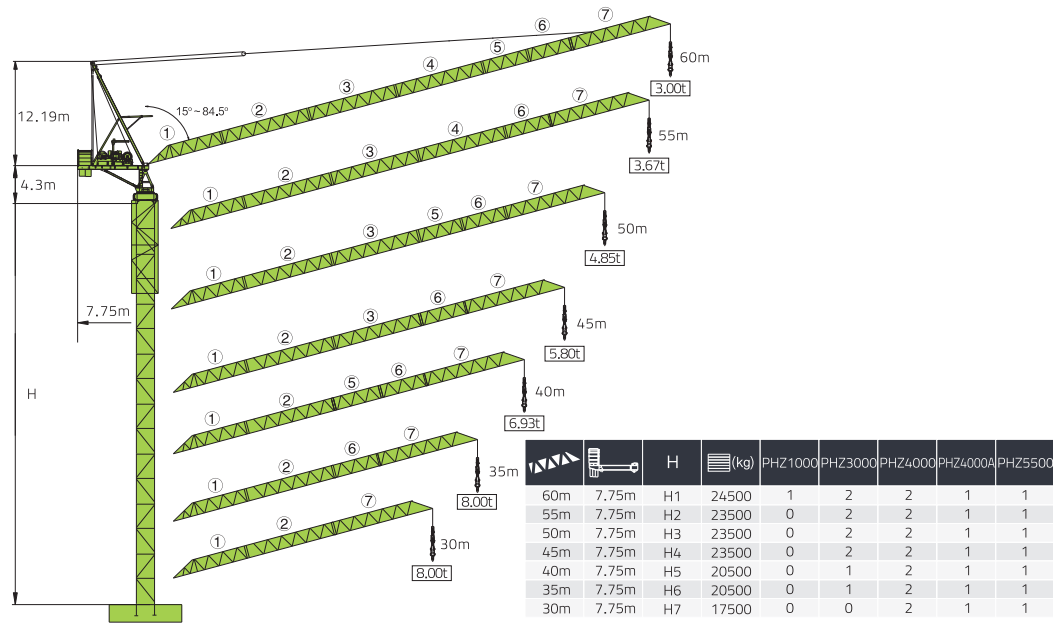 ⑦
⑥
⑤
④
③
②
①
60m
3.00t
12.19m
15°~84.5°
4.3m
7.75m
H
① ② ③ ④ ⑥ ⑦
55m
3.67t
① ② ③ ⑤ ⑥ ⑦
50m
4.85t
① ② ③ ⑥ ⑦
45m
5.80t
① ② ⑤ ⑥ ⑦
40m
6.93t
① ② ⑥ ⑦
35m
8.00t
① ② ⑦
30m
8.00t
H (kg) PHZ1000 PHZ3000 PHZ4000 PHZ4000A PHZ5500
60m 7.75m H1 24500 1 2 2 1 1
55m 7.75m H2 23500 0 2 2 1 1
50m 7.75m H3 23500 0 2 2 1 1
45m 7.75m H4 23500 0 2 2 1 1
40m 7.75m H5 20500 0 1 2 1 1
35m 7.75m H6 20500 0 1 2 1 1
30m 7.75m H7 17500 0 0 2 1 1